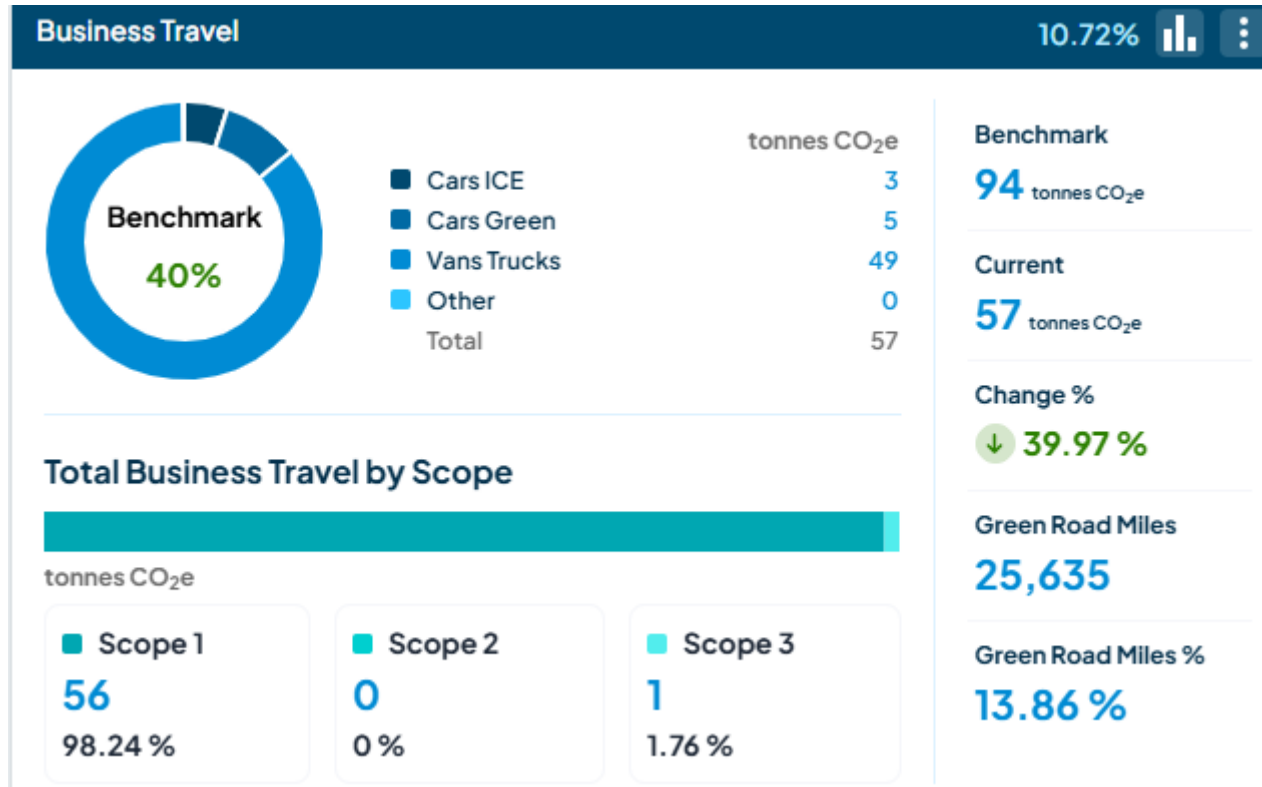 Business Travel 10.72%
Benchmark
40%
tonnes CO₂e
Cars ICE 3
Cars Green 5
Vans Trucks 49
Other 0
Total 57
Benchmark
94 tonnes CO₂e
Current
57 tonnes CO₂e
Change %
↓ 39.97 %
Green Road Miles
25,635
Green Road Miles %
13.86 %
Total Business Travel by Scope
tonnes CO₂e
Scope 1
56
98.24 %
Scope 2
0
0 %
Scope 3
1
1.76 %